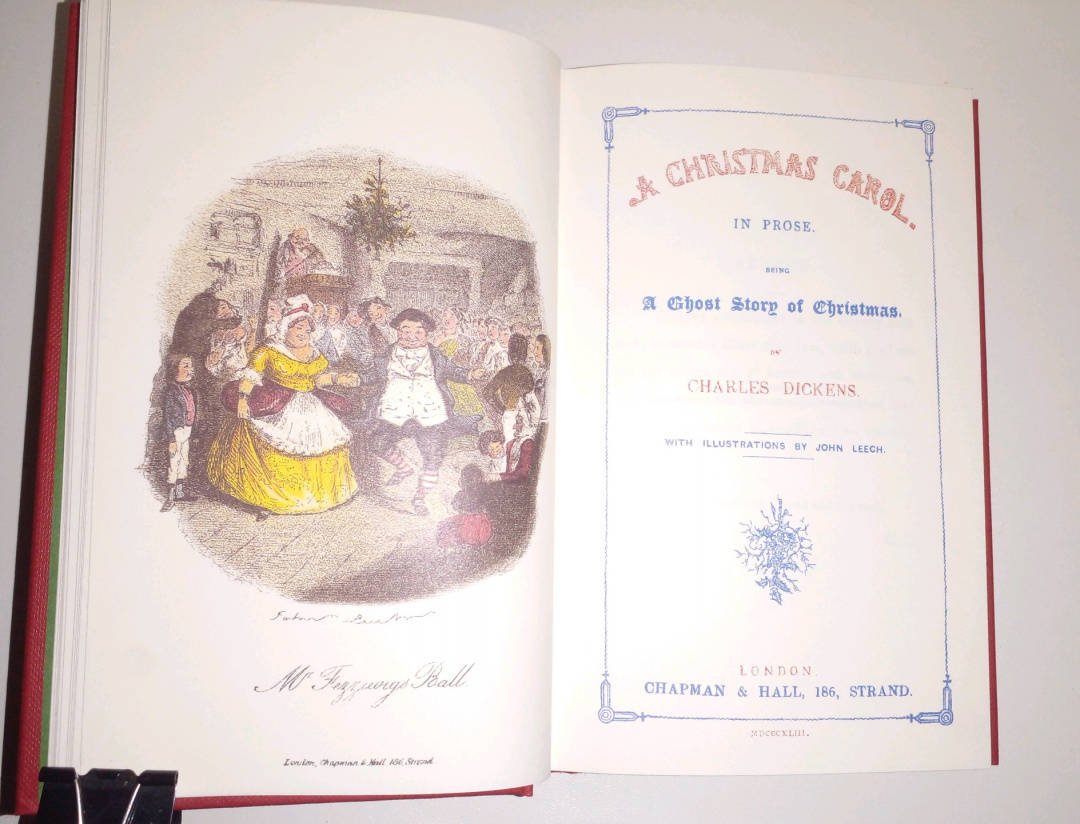 Mr Fezziwigs Ball.
London, Chapman & Hall, 186, Strand.
A CHRISTMAS CAROL.
IN PROSE.
BEING
A Ghost Story of Christmas.
BY
CHARLES DICKENS.
WITH ILLUSTRATIONS BY JOHN LEECH.
LONDON.
CHAPMAN & HALL, 186, STRAND.
MDCCCXLIII.